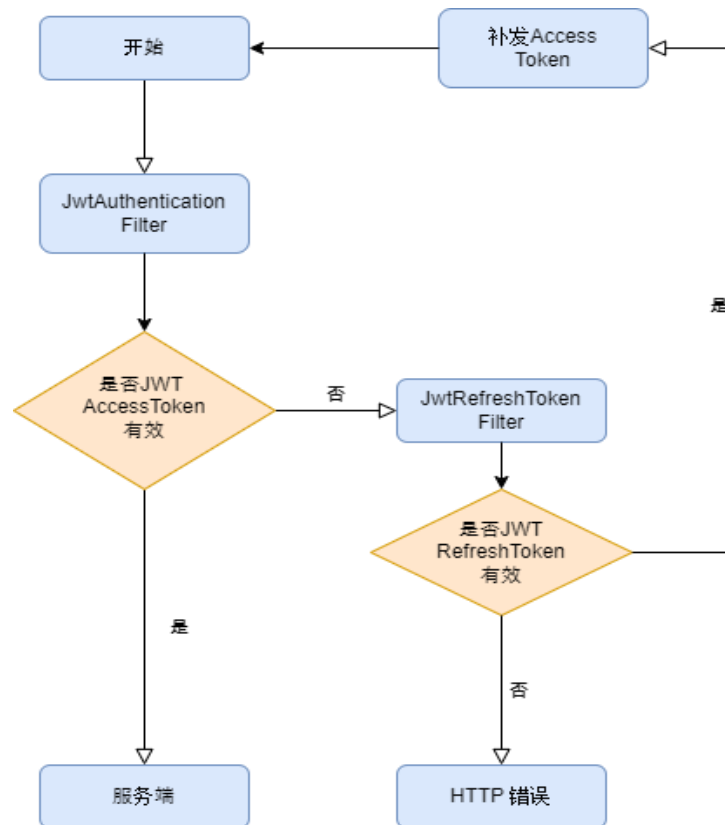 开始
补发Access
Token
JwtAuthentication
Filter
是
是否JWT
AccessToken
有效
否
JwtRefreshToken
Filter
是否JWT
RefreshToken
有效
是
否
服务端
HTTP 错误